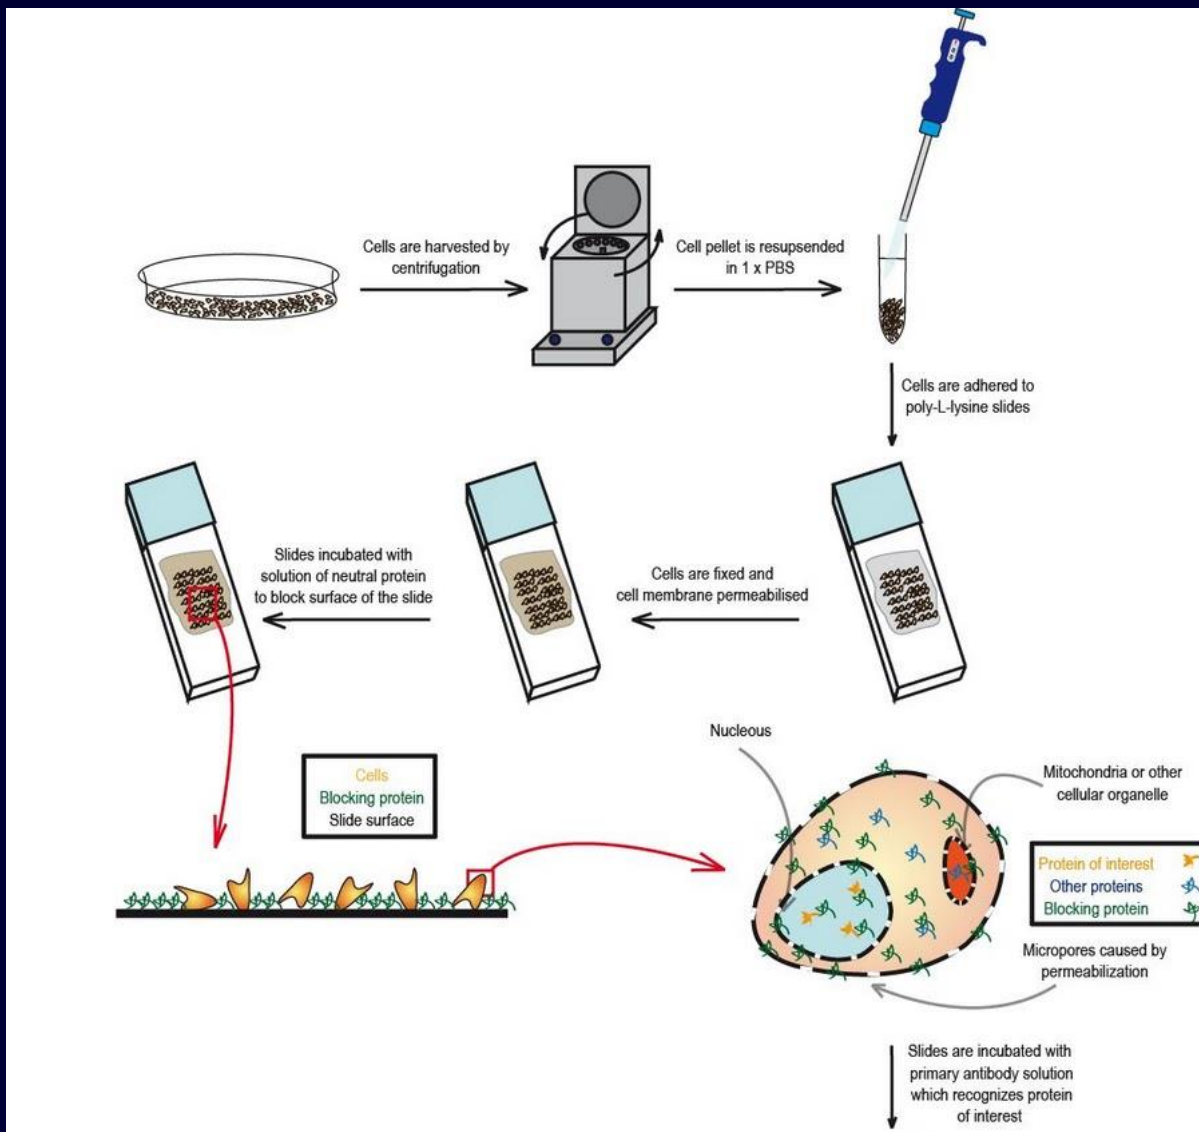 Cells are harvested by
centrifugation
Cell pellet is resupsended
in 1 x PBS
Cells are adhered to
poly-L-lysine slides
Cells are fixed and
cell membrane permeabilised
Slides incubated with
solution of neutral protein
to block surface of the slide
Cells
Blocking protein
Slide surface
Nucleous
Mitochondria or other
cellular organelle
Protein of interest
Other proteins
Blocking protein
Micropores caused by
permeabilization
Slides are incubated with
primary antibody solution
which recognizes protein
of interest